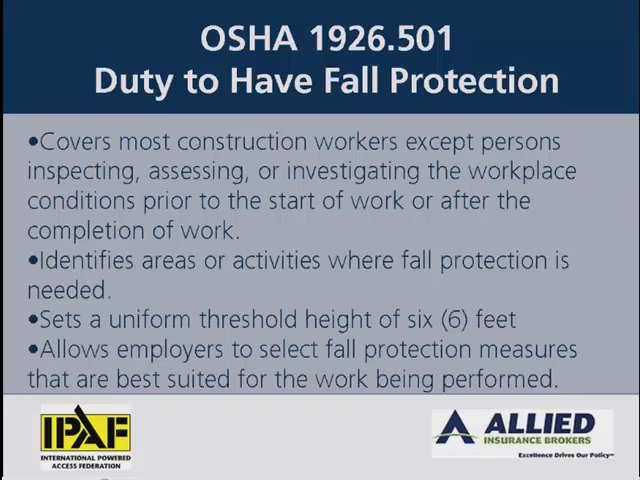 OSHA 1926.501
Duty to Have Fall Protection
•Covers most construction workers except persons
inspecting, assessing, or investigating the workplace
conditions prior to the start of work or after the
completion of work.
•Identifies areas or activities where fall protection is
needed.
•Sets a uniform threshold height of six (6) feet
•Allows employers to select fall protection measures
that are best suited for the work being performed.
IPAF
INTERNATIONAL POWERED
ACCESS FEDERATION
ALLIED
INSURANCE BROKERS
Excellence Drives Our Policy℠